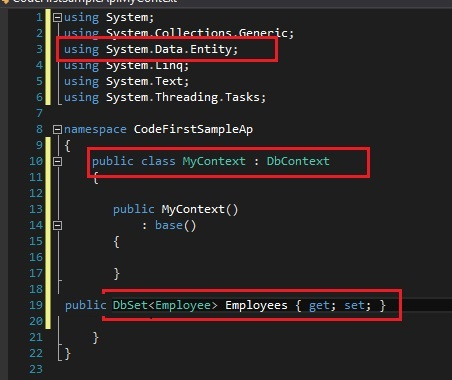 CodeFirstSampleAp.MyContext
1 using System;
2 using System.Collections.Generic;
3 using System.Data.Entity;
4 using System.Linq;
5 using System.Text;
6 using System.Threading.Tasks;
7
8 namespace CodeFirstSampleAp
9 {
10 public class MyContext : DbContext
11 {
12
13 public MyContext()
14 : base()
15 {
16
17 }
18
19 public DbSet<Employee> Employees { get; set; }
20
21 }
22 }
23